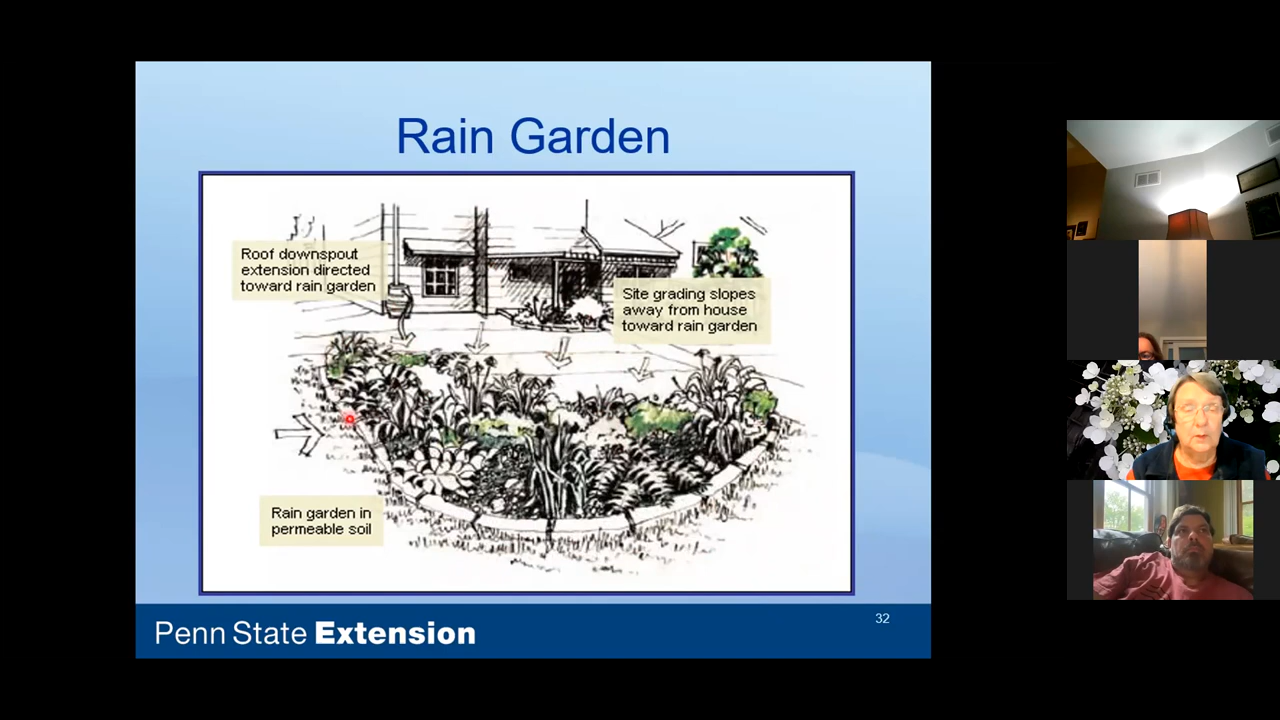 Rain Garden
Roof downspout
extension directed
toward rain garden
Site grading slopes
away from house
toward rain garden
Rain garden in
permeable soil
Penn State Extension
32